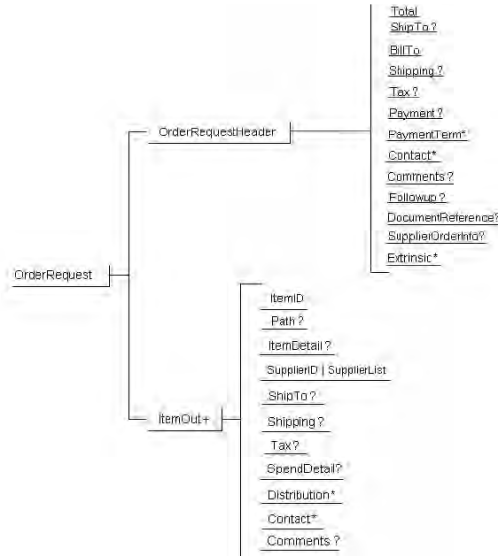 Total
ShipTo?
BillTo
Shipping?
Tax?
Payment?
OrderRequestHeader
PaymentTerm*
Contact*
Comments?
Followup?
DocumentReference?
SupplierOrderInfo?
Extrinsic*
OrderRequest
ItemID
Path?
ItemDetail?
SupplierID | SupplierList
ShipTo?
ItemOut+
Shipping?
Tax?
SpendDetail?
Distribution*
Contact*
Comments?